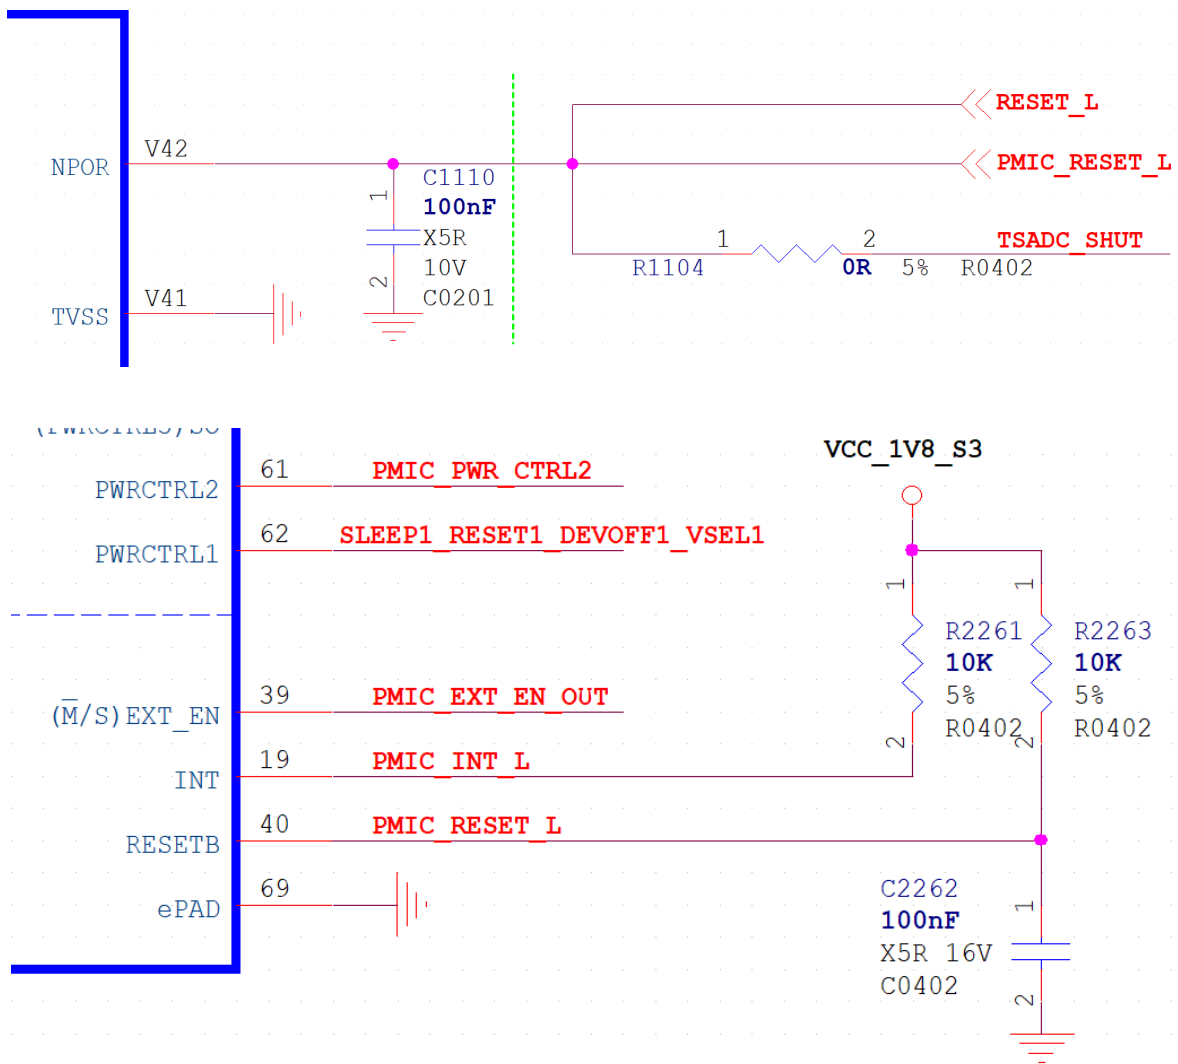 RESET_L
V42
NPOR
PMIC_RESET_L
C1110
1
100nF
X5R
1
2
TSADC_SHUT
10V
R1104
0R
5%
R0402
2
C0201
V41
TVSS
VCC_1V8_S3
61
PMIC_PWR_CTRL2
PWRCTRL2
62
SLEEP1_RESET1_DEVOFF1_VSEL1
PWRCTRL1
1
1
R2261
R2263
10K
10K
5%
5%
R0402
R0402
2
2
39
PMIC_EXT_EN_OUT
(M̅/S)EXT_EN
19
PMIC_INT_L
INT
40
PMIC_RESET_L
RESETB
69
ePAD
C2262
1
100nF
X5R 16V
C0402
2